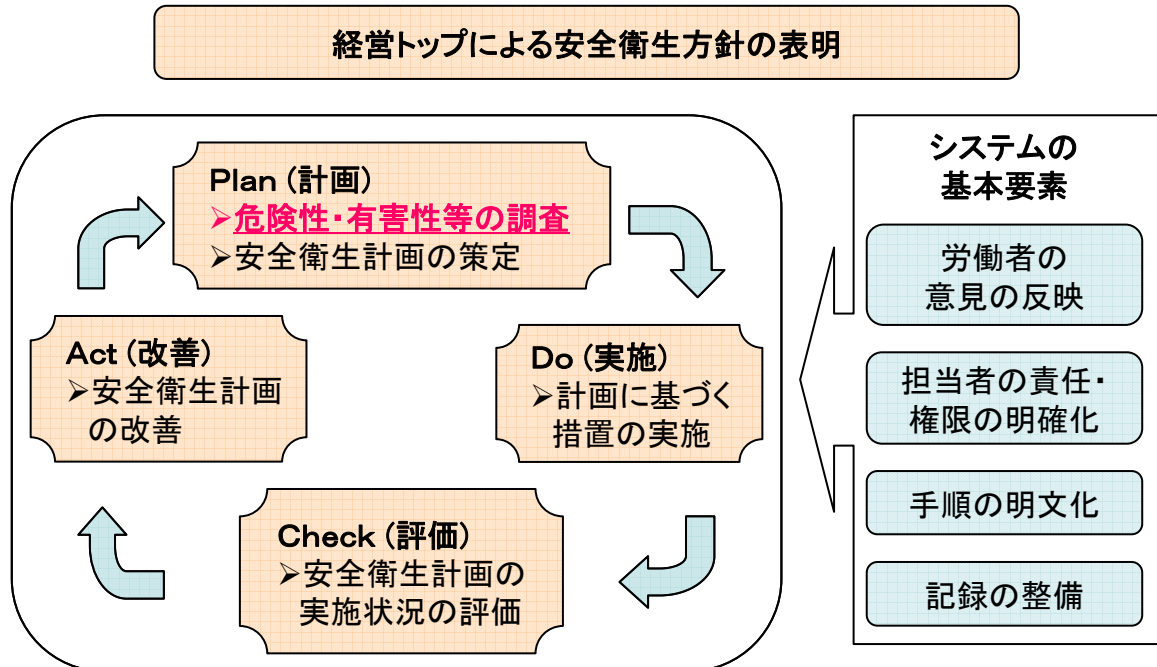 経営トップによる安全衛生方針の表明
Plan (計画)
➢危険性・有害性等の調査
➢安全衛生計画の策定
Do (実施)
➢計画に基づく
措置の実施
Check (評価)
➢安全衛生計画の
実施状況の評価
Act (改善)
➢安全衛生計画
の改善
システムの
基本要素
労働者の
意見の反映
担当者の責任・
権限の明確化
手順の明文化
記録の整備